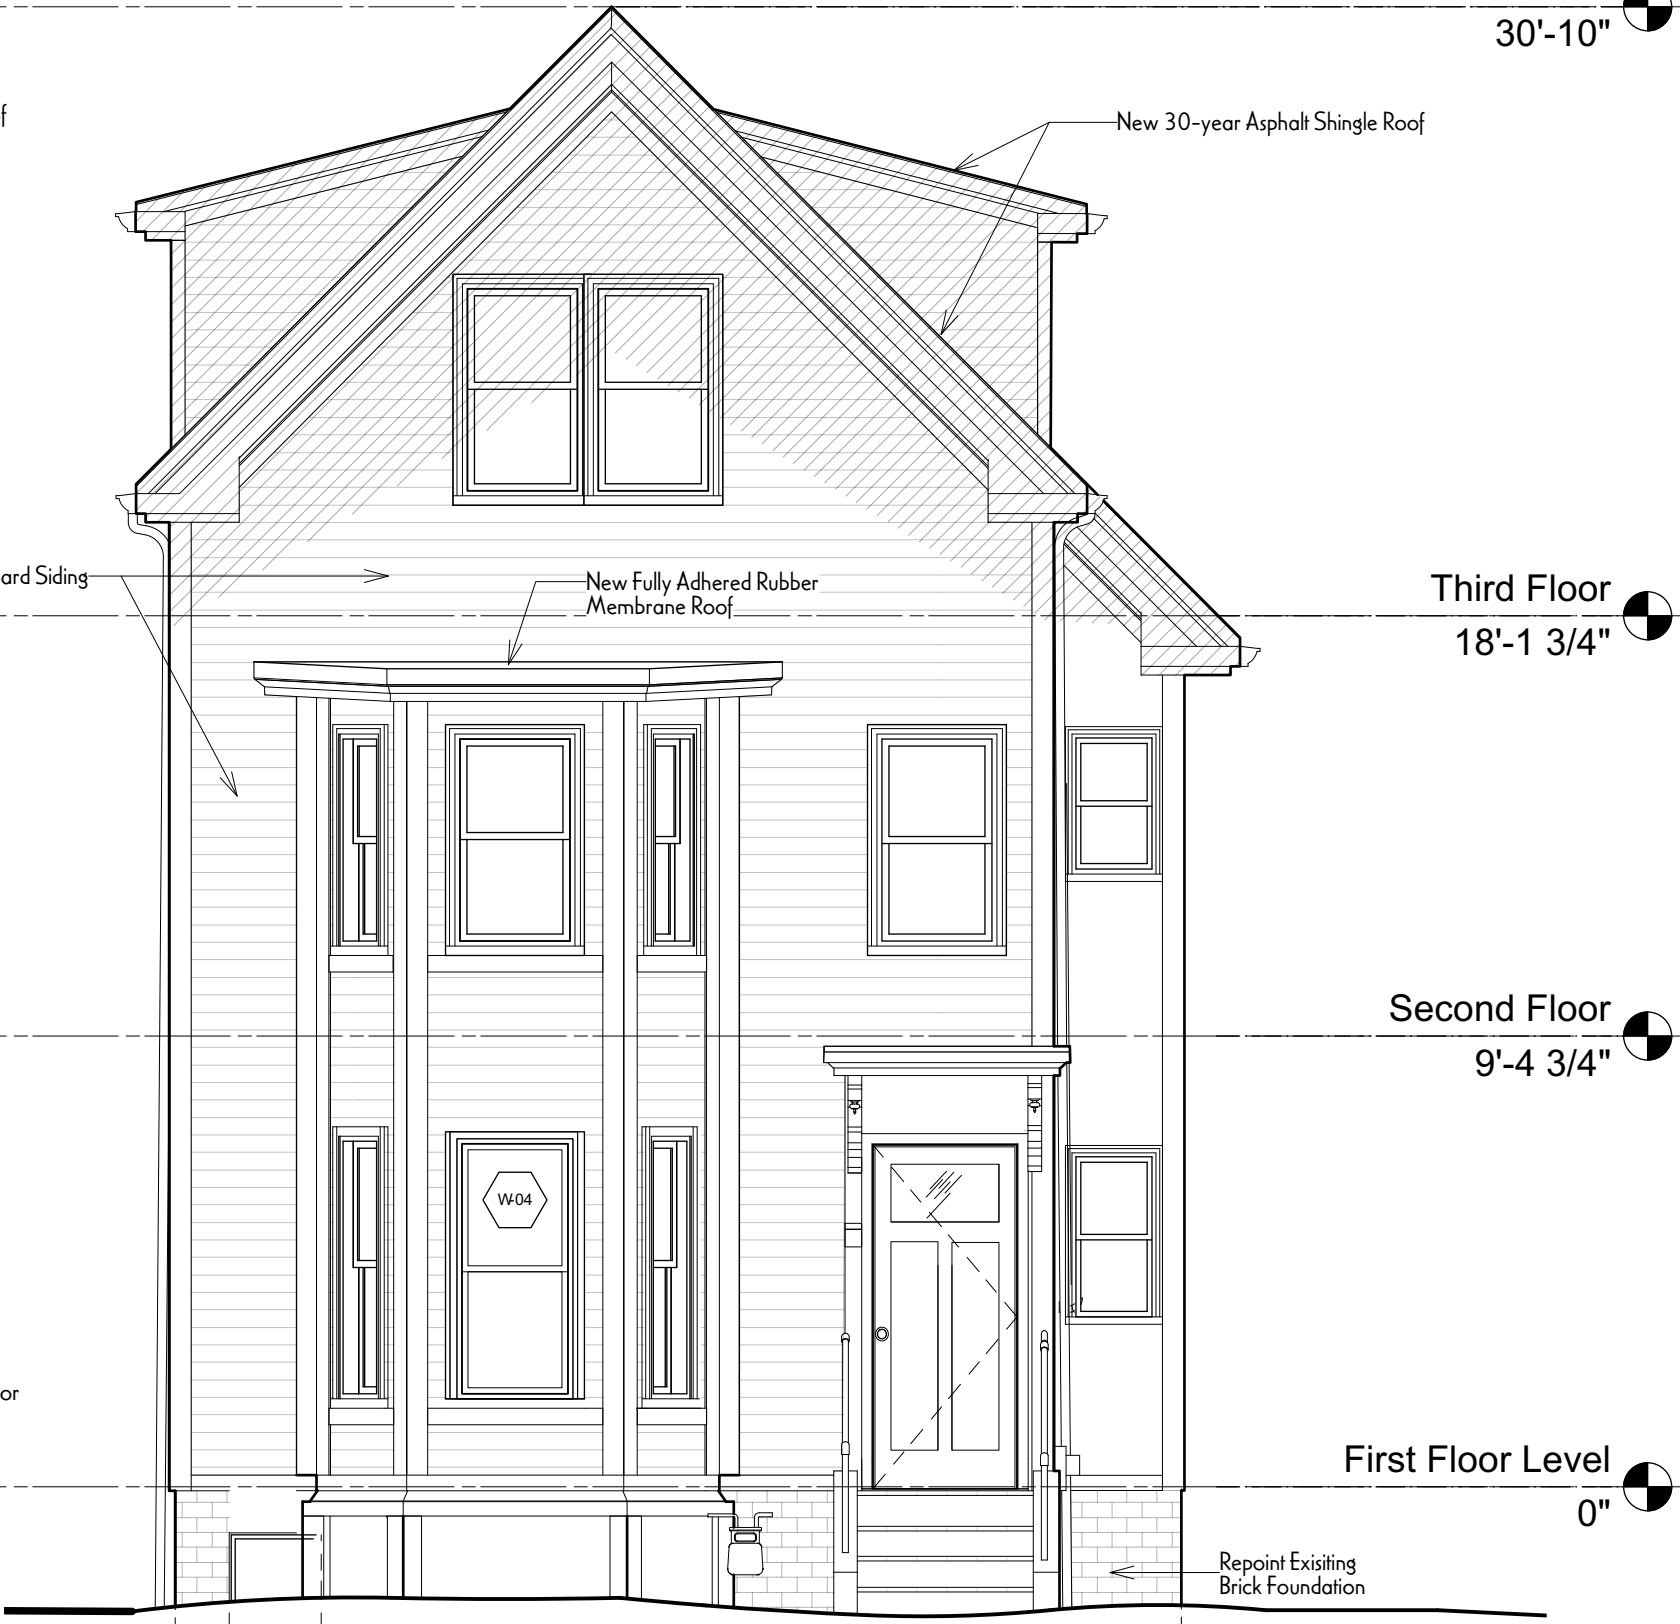 30'-10"
f
New 30-year Asphalt Shingle Roof
ard Siding
New Fully Adhered Rubber
Membrane Roof
Third Floor
18'-1 3/4"
Second Floor
9'-4 3/4"
W-04
or
First Floor Level
0"
Repoint Exisiting
Brick Foundation